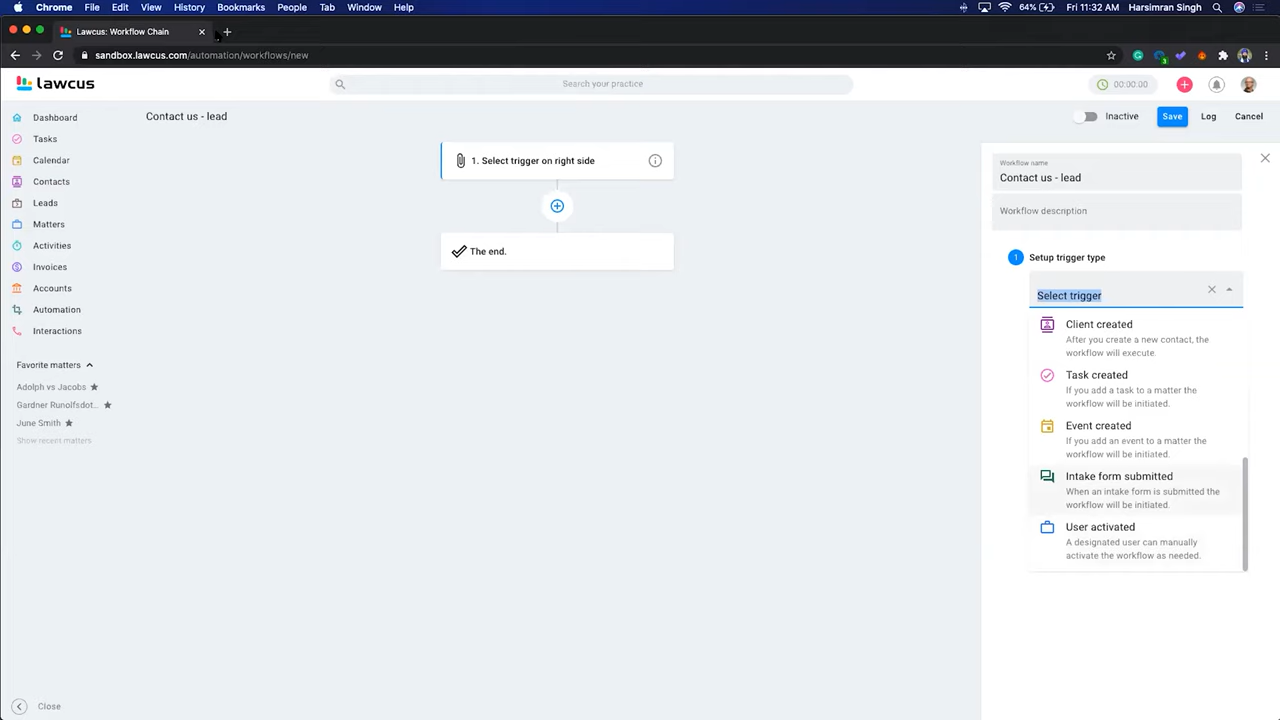 Chrome File Edit View History Bookmarks People Tab Window Help
64% Fri 11:32 AM Harsimran Singh
Lawcus: Workflow Chain
sandbox.lawcus.com/automation/workflows/new
lawcus
Search your practice
00:00:00
Dashboard
Tasks
Calendar
Contacts
Leads
Matters
Activities
Invoices
Accounts
Automation
Interactions
Favorite matters
Adolph vs Jacobs
Gardner Runolfsdot...
June Smith
Show recent matters
Close
Contact us - lead
Inactive Save Log Cancel
1. Select trigger on right side
The end.
Workflow name
Contact us - lead
Workflow description
1 Setup trigger type
Select trigger
Client created
After you create a new contact, the
workflow will execute.
Task created
If you add a task to a matter the
workflow will be initiated.
Event created
If you add an event to a matter the
workflow will be initiated.
Intake form submitted
When an intake form is submitted the
workflow will be initiated.
User activated
A designated user can manually
activate the workflow as needed.